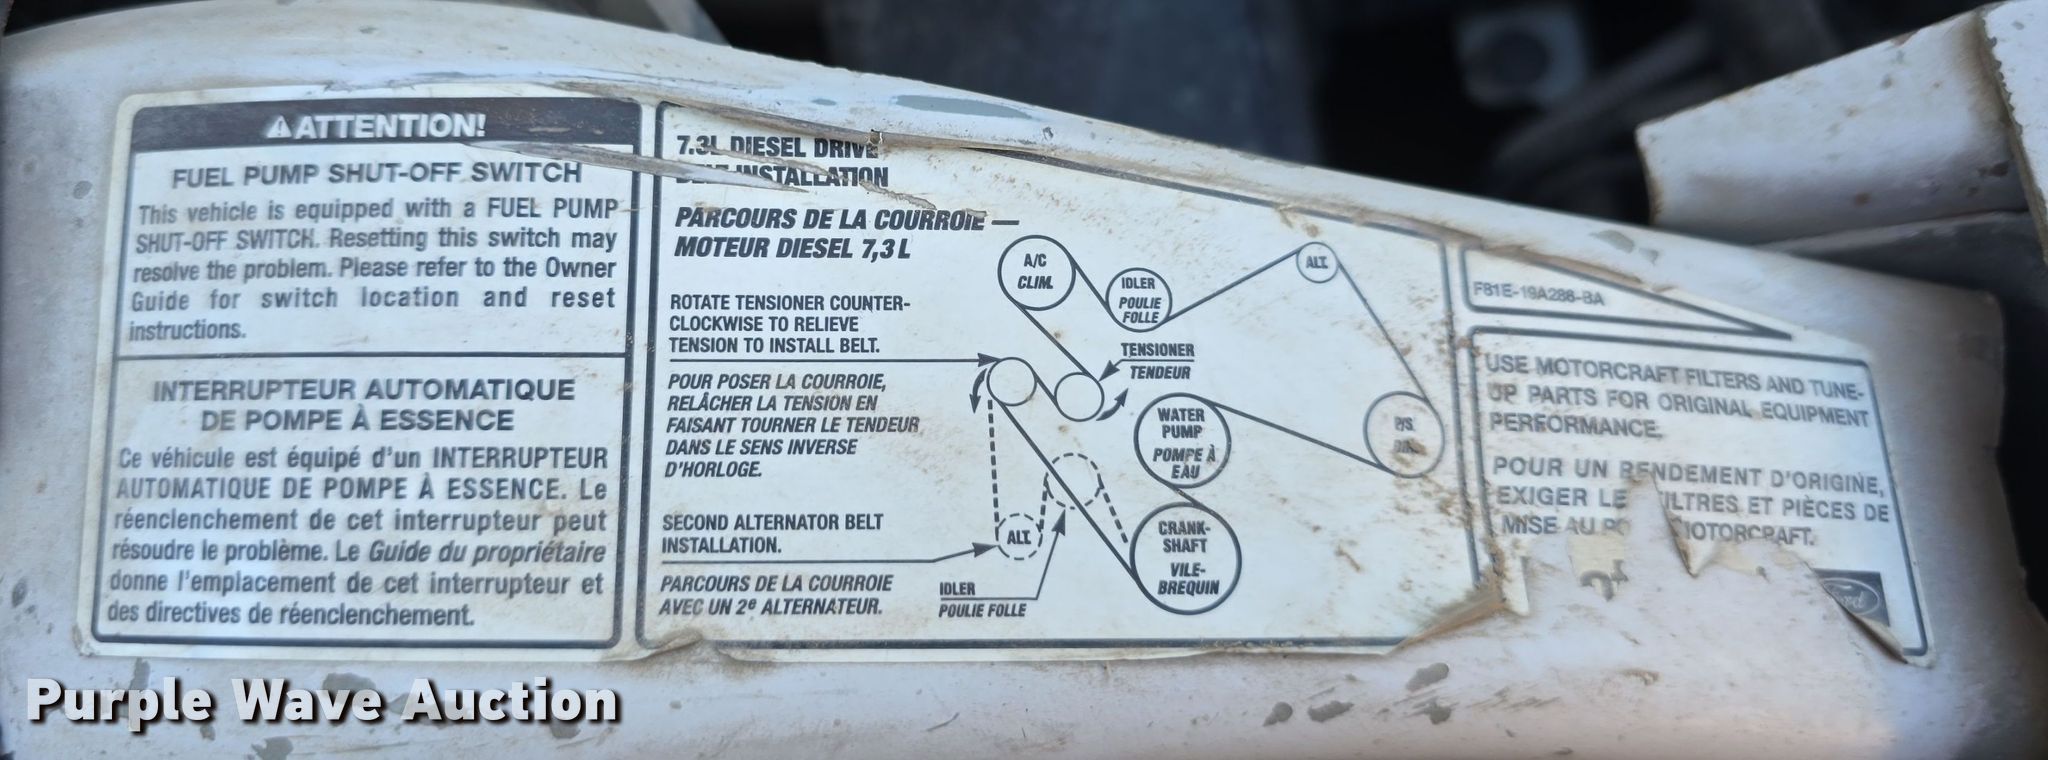 ⚠ATTENTION!
FUEL PUMP SHUT-OFF SWITCH
This vehicle is equipped with a FUEL PUMP
SHUT-OFF SWITCH. Resetting this switch may
resolve the problem. Please refer to the Owner
Guide for switch location and reset
instructions.
INTERRUPTEUR AUTOMATIQUE
DE POMPE À ESSENCE
Ce véhicule est équipé d'un INTERRUPTEUR
AUTOMATIQUE DE POMPE À ESSENCE. Le
réenclenchement de cet interrupteur peut
résoudre le problème. Le Guide du propriétaire
donne l'emplacement de cet interrupteur et
des directives de réenclenchement.
7.3L DIESEL DRIVE
INSTALLATION
PARCOURS DE LA COURROIE —
MOTEUR DIESEL 7,3 L
ROTATE TENSIONER COUNTER-
CLOCKWISE TO RELIEVE
TENSION TO INSTALL BELT.
POUR POSER LA COURROIE,
RELÂCHER LA TENSION EN
FAISANT TOURNER LE TENDEUR
DANS LE SENS INVERSE
D'HORLOGE.
SECOND ALTERNATOR BELT
INSTALLATION.
PARCOURS DE LA COURROIE
AVEC UN 2e ALTERNATEUR.
A/C
CLIM.
IDLER
POULIE
FOLLE
ALT.
TENSIONER
TENDEUR
WATER
PUMP
POMPE À
EAU
P/S
ALT.
CRANK-
SHAFT
VILE-
BREQUIN
IDLER
POULIE FOLLE
F81E-19A286-BA
USE MOTORCRAFT FILTERS AND TUNE-
UP PARTS FOR ORIGINAL EQUIPMENT
PERFORMANCE.
POUR UN RENDEMENT D'ORIGINE,
EXIGER LE ILTRES ET PIÈCES DE
MISE AU PO MOTORCRAFT.
Ford
Purple Wave Auction